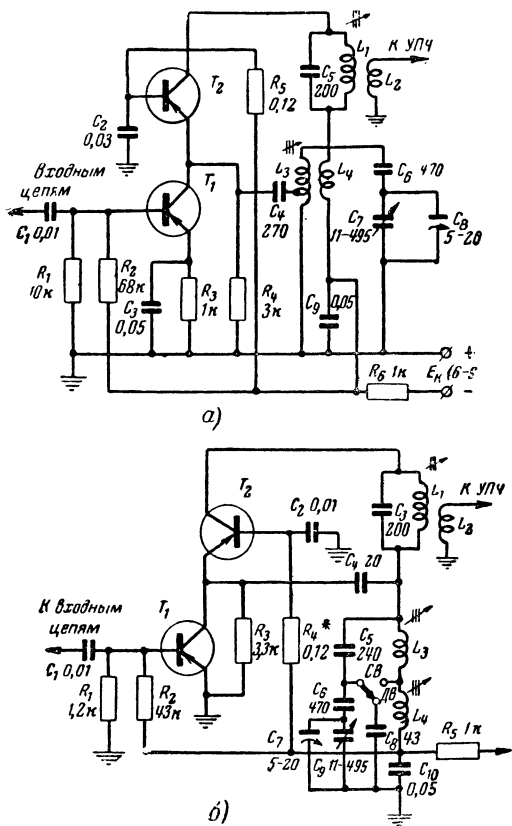 L₁
К УПЧ
T₂
R₅
0,12
C₅
200
L₂
C₂
0,03
Входным
цепям
T₁
L₃
L₄
C₆ 470
C₁ 0,01
C₄
270
C₇
11–495
C₈
5–20
R₁
10к
R₂
68к
C₃
0,05
R₃
1к
R₄
3к
C₉
0,05
+
R₆ 1к
Eк (6–9
–
а)
T₂
C₂ 0,01
C₃
200
L₁
К УПЧ
L₂
C₄ 20
К входным
цепям
T₁
C₁ 0,01
R₁
1,2к
R₂
43к
R₃
3,3к
R₄*
0,12
C₅
240
L₃
СВ
ДВ
C₆
470
L₄
C₇
5–20
C₉ 11–495
C₈ 43
R₅ 1к
C₁₀
0,05
б)